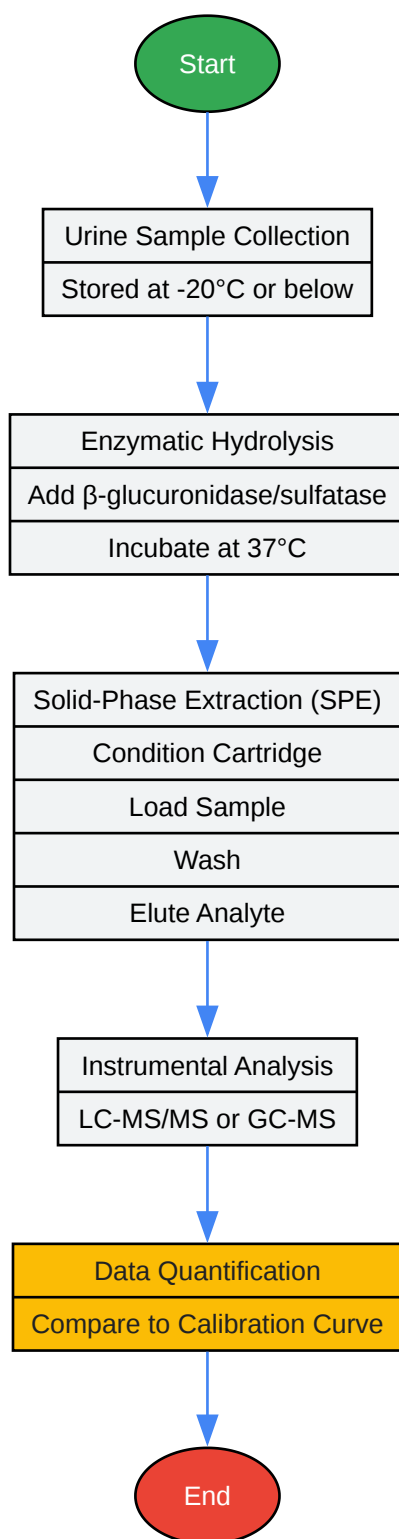 Start
Urine Sample Collection
Stored at -20°C or below
Enzymatic Hydrolysis
Add β-glucuronidase/sulfatase
Incubate at 37°C
Solid-Phase Extraction (SPE)
Condition Cartridge
Load Sample
Wash
Elute Analyte
Instrumental Analysis
LC-MS/MS or GC-MS
Data Quantification
Compare to Calibration Curve
End